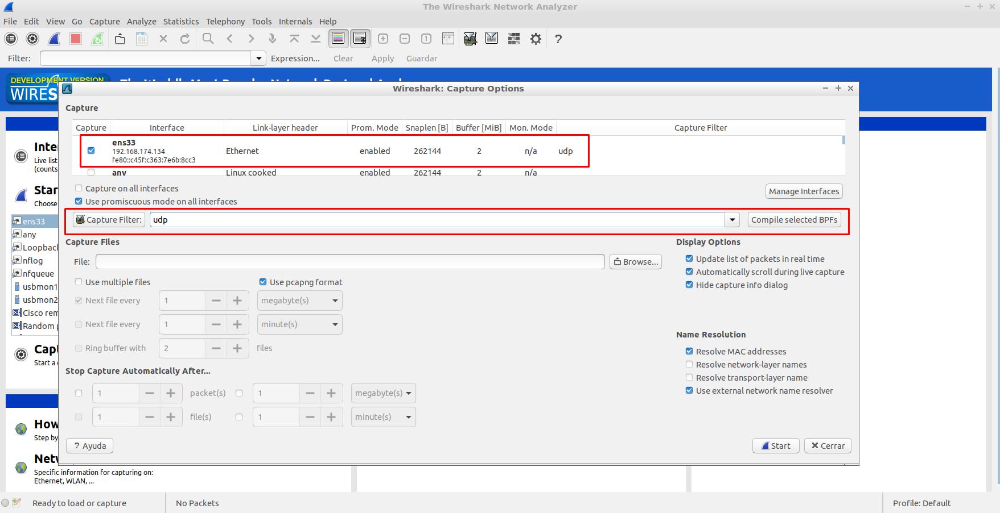 The Wireshark Network Analyzer
File Edit View Go Capture Analyze Statistics Telephony Tools Internals Help
Filter: Expression... Clear Apply Guardar
DEVELOPMENT VERSION
WIRES
Wireshark: Capture Options
Capture
Capture Interface Link-layer header Prom. Mode Snaplen [B] Buffer [MiB] Mon. Mode Capture Filter
ens33
192.168.174.134
fe80::c45f:c363:7e6b:8cc3
Ethernet enabled 262144 2 n/a udp
any Linux cooked enabled 262144 2 n/a
Capture on all interfaces
Manage Interfaces
Use promiscuous mode on all interfaces
Capture Filter: udp Compile selected BPFs
Capture Files
File: Browse...
Use multiple files Use pcapng format
Next file every 1 megabyte(s)
Next file every 1 minute(s)
Ring buffer with 2 files
Stop Capture Automatically After...
1 packet(s) 1 megabyte(s)
1 file(s) 1 minute(s)
Display Options
Update list of packets in real time
Automatically scroll during live capture
Hide capture info dialog
Name Resolution
Resolve MAC addresses
Resolve network-layer names
Resolve transport-layer name
Use external network name resolver
? Ayuda Start Cerrar
Inte
Live list
(counts
Star
Choose
ens33
any
Loopback
nflog
nfqueue
usbmon1
usbmon2
Cisco rem
Random p
Capt
Start a
How
Step by
Netw
Specific information for capturing on:
Ethernet, WLAN, ...
Ready to load or capture No Packets Profile: Default